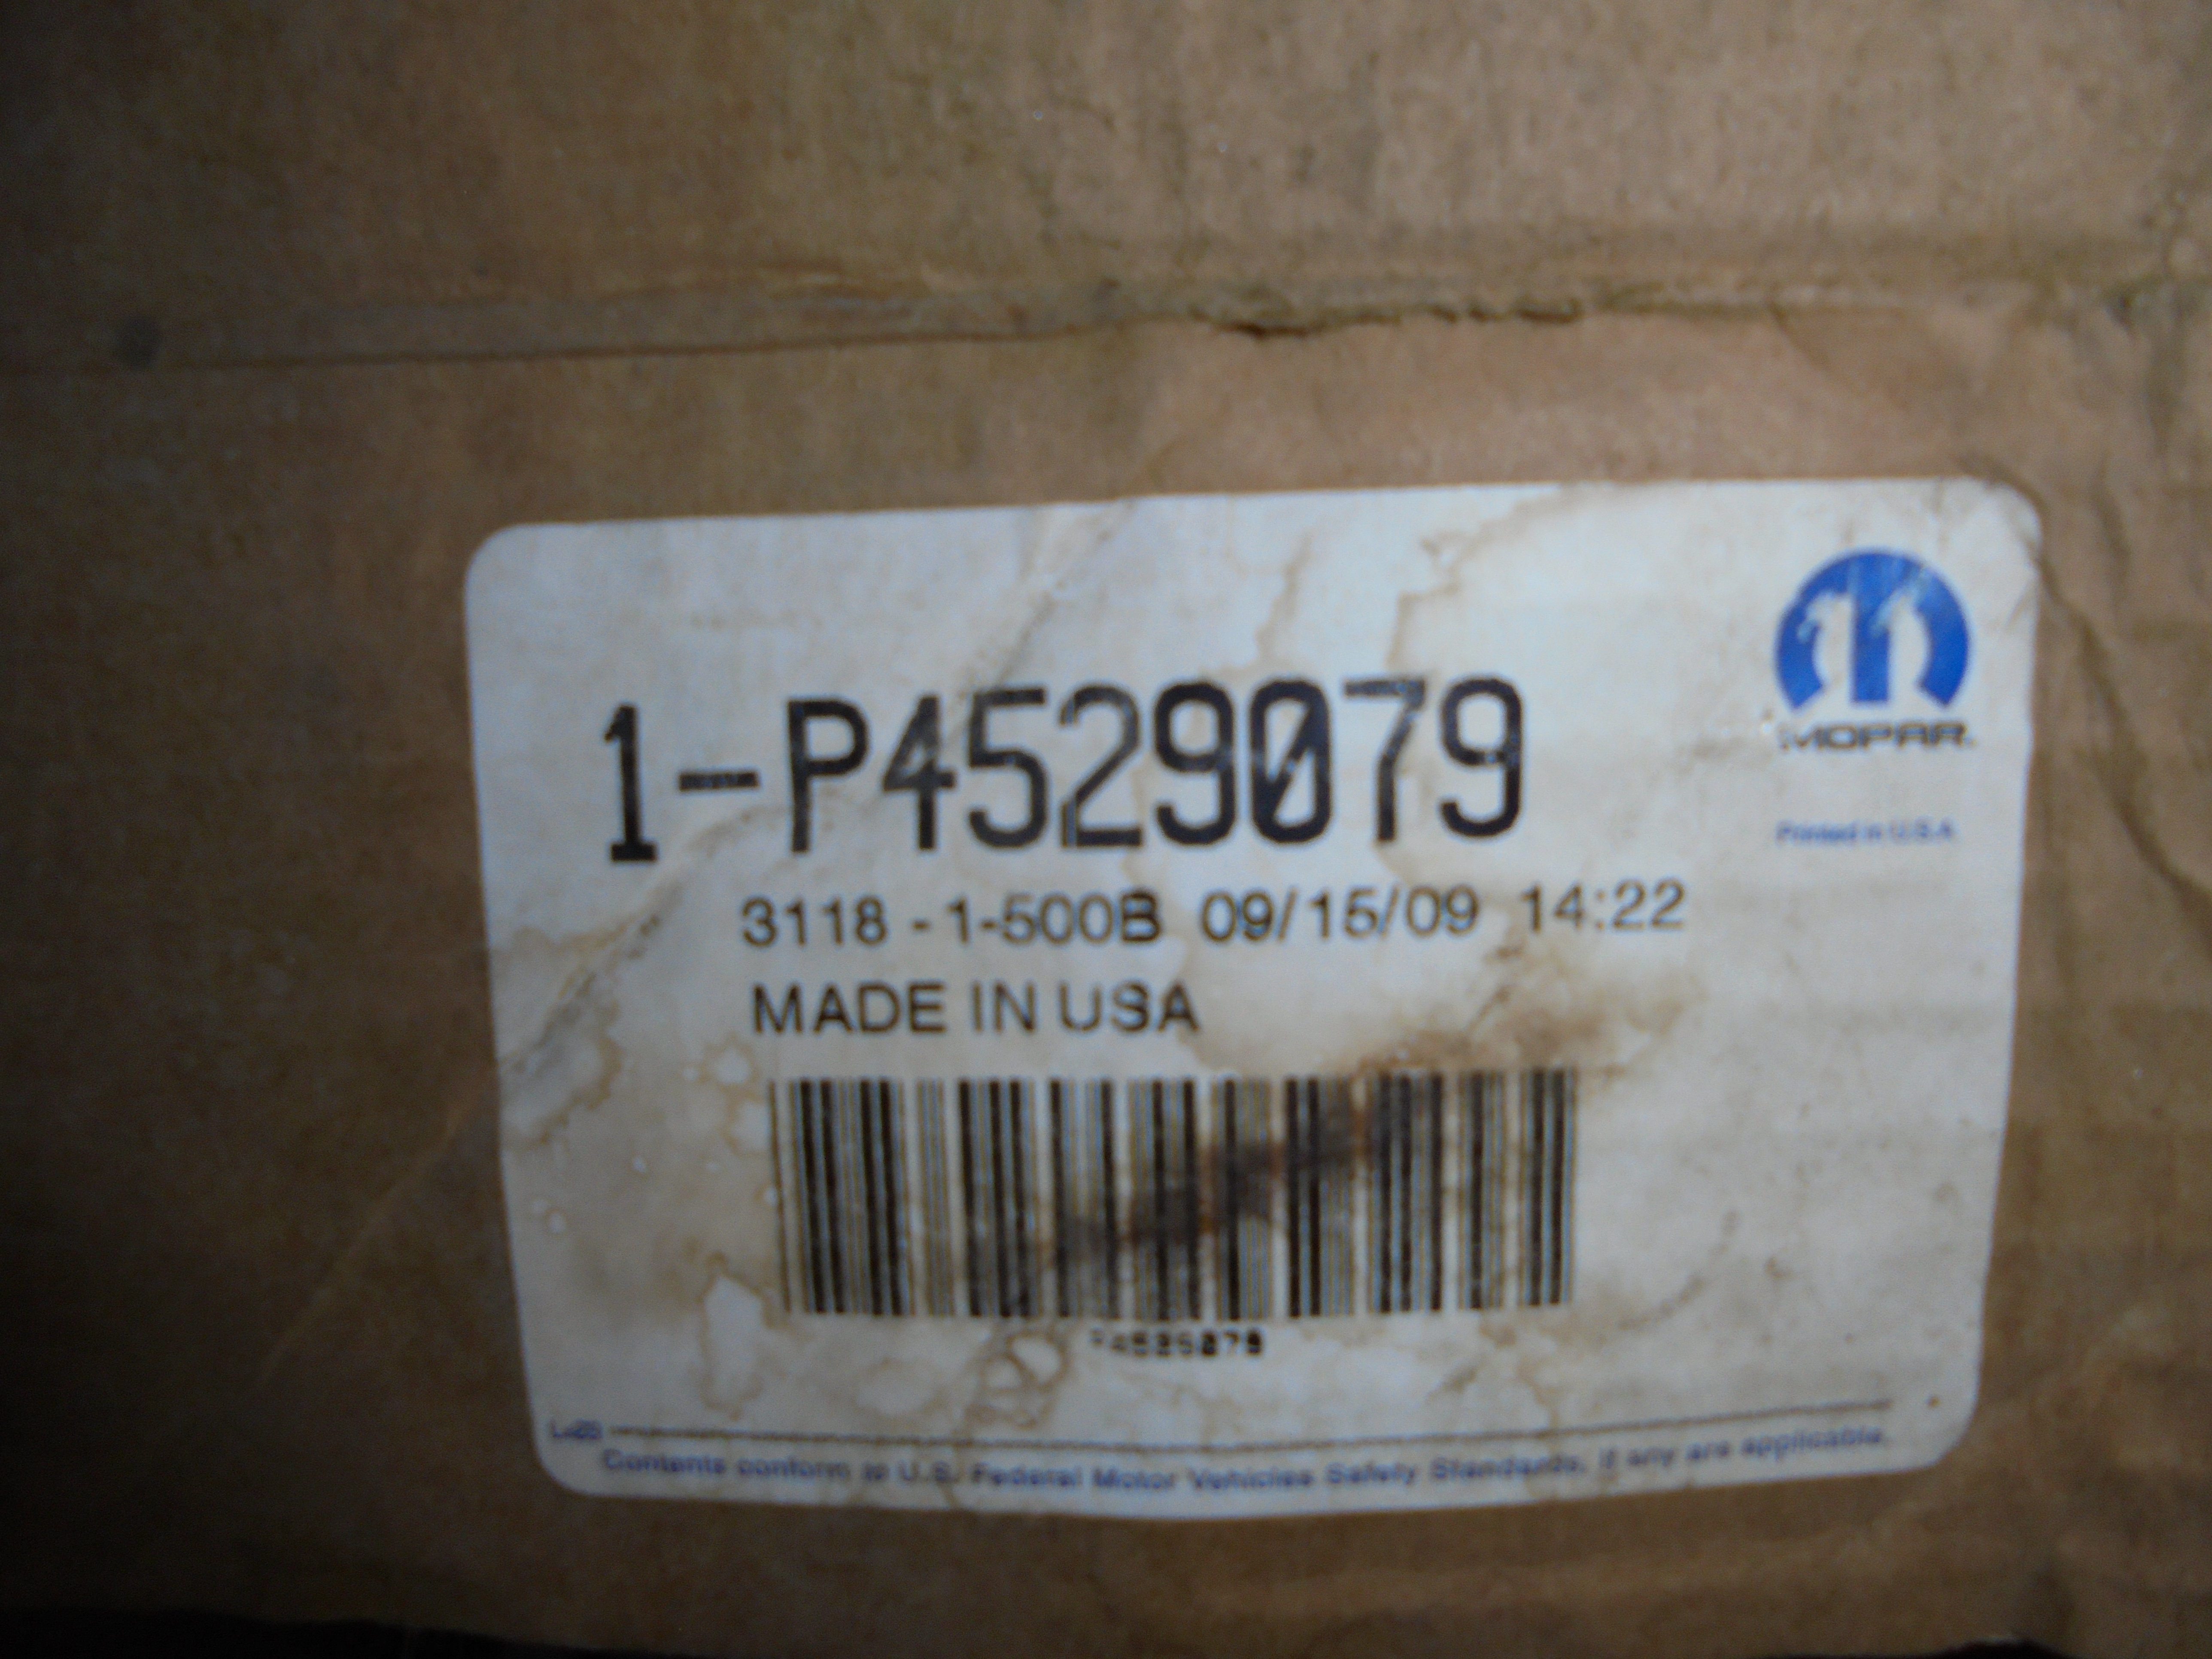 MOPAR.
1-P4529079
Printed in U.S.A
3118 - 1-500B 09/15/09 14:22
MADE IN USA
P4529079
Contents conform to U.S. Federal Motor Vehicles Safety Standards, if any are applicable.